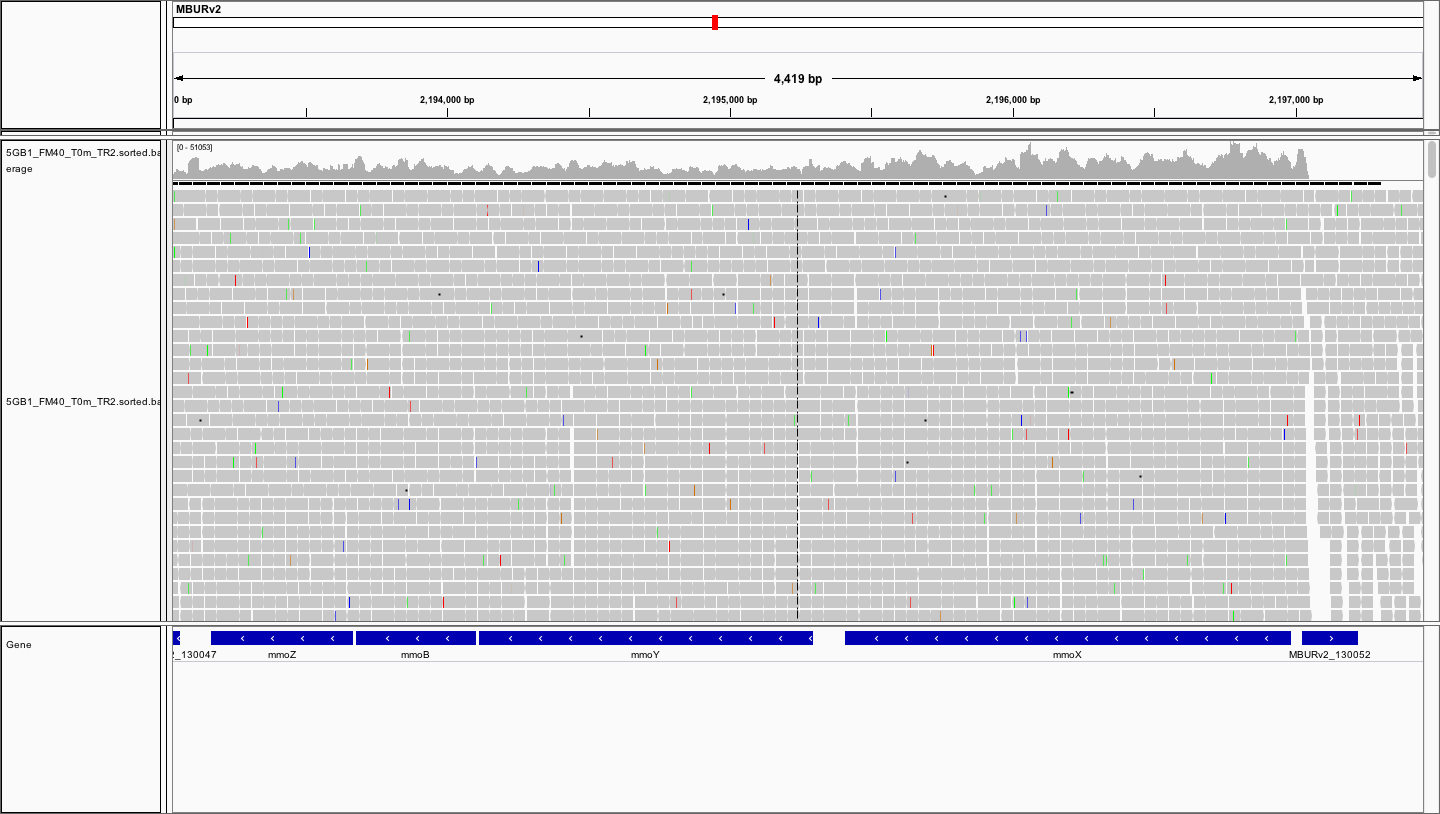 MBURv2
4,419 bp
0 bp 2,194,000 bp 2,195,000 bp 2,196,000 bp 2,197,000 bp
5GB1_FM40_T0m_TR2.sorted.ba
erage
[0 - 51053]
5GB1_FM40_T0m_TR2.sorted.ba
Gene
2_130047 mmoZ mmoB mmoY mmoX MBURv2_130052